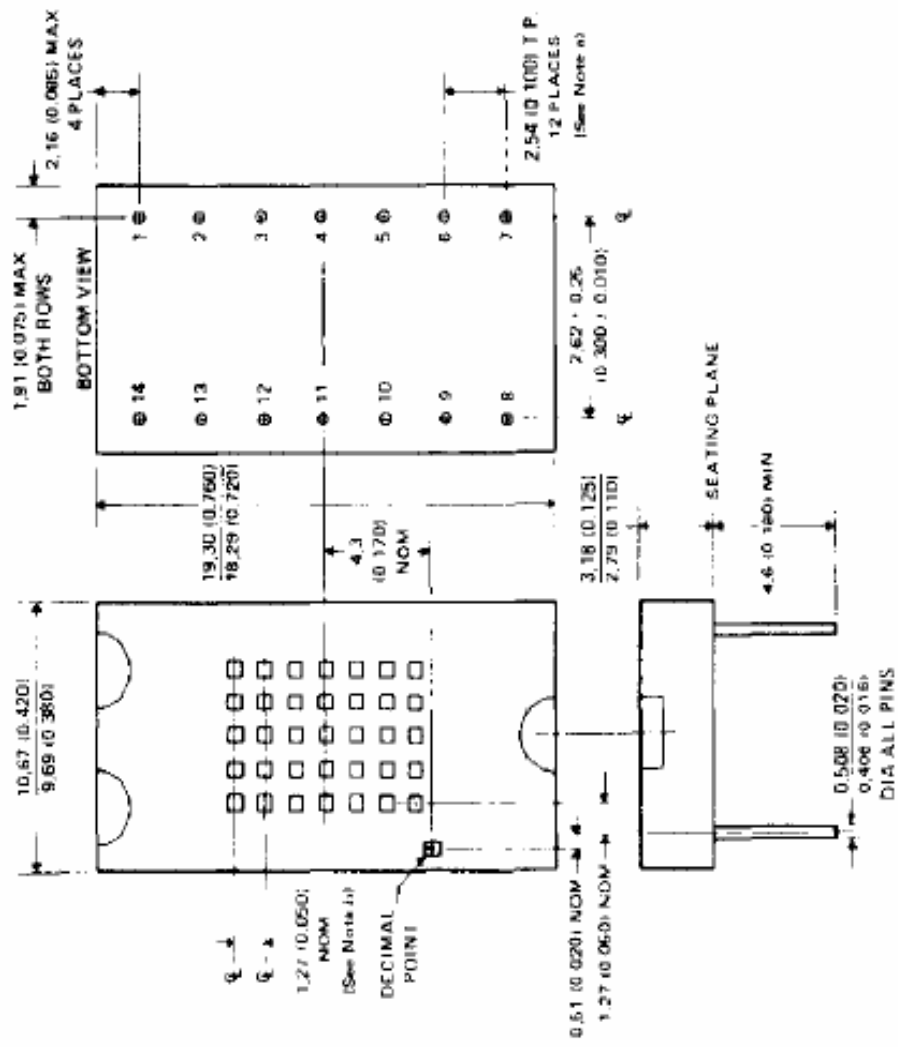 2,16 (0.085) MAX
4 PLACES
1,91 (0.075) MAX
BOTH ROWS
BOTTOM VIEW
2,54 (0 100) T P.
12 PLACES
(See Note a)
1
2
3
4
5
6
7
14
13
12
11
10
9
8
7,62 ± 0.25
(0 300 ± 0.010)
19,30 (0.760)
18,29 (0.720)
4,3
(0 170)
NOM
3,18 (0.125)
2,79 (0.110)
SEATING PLANE
4,6 (0 180) MIN
10,67 (0.420)
9,69 (0 380)
1,27 (0.050)
NOM
DECIMAL
POINT
0,51 (0 020) NOM
1.27 (0 050) NOM
0,508 (0 020)
0,406 (0 016)
DIA ALL PINS